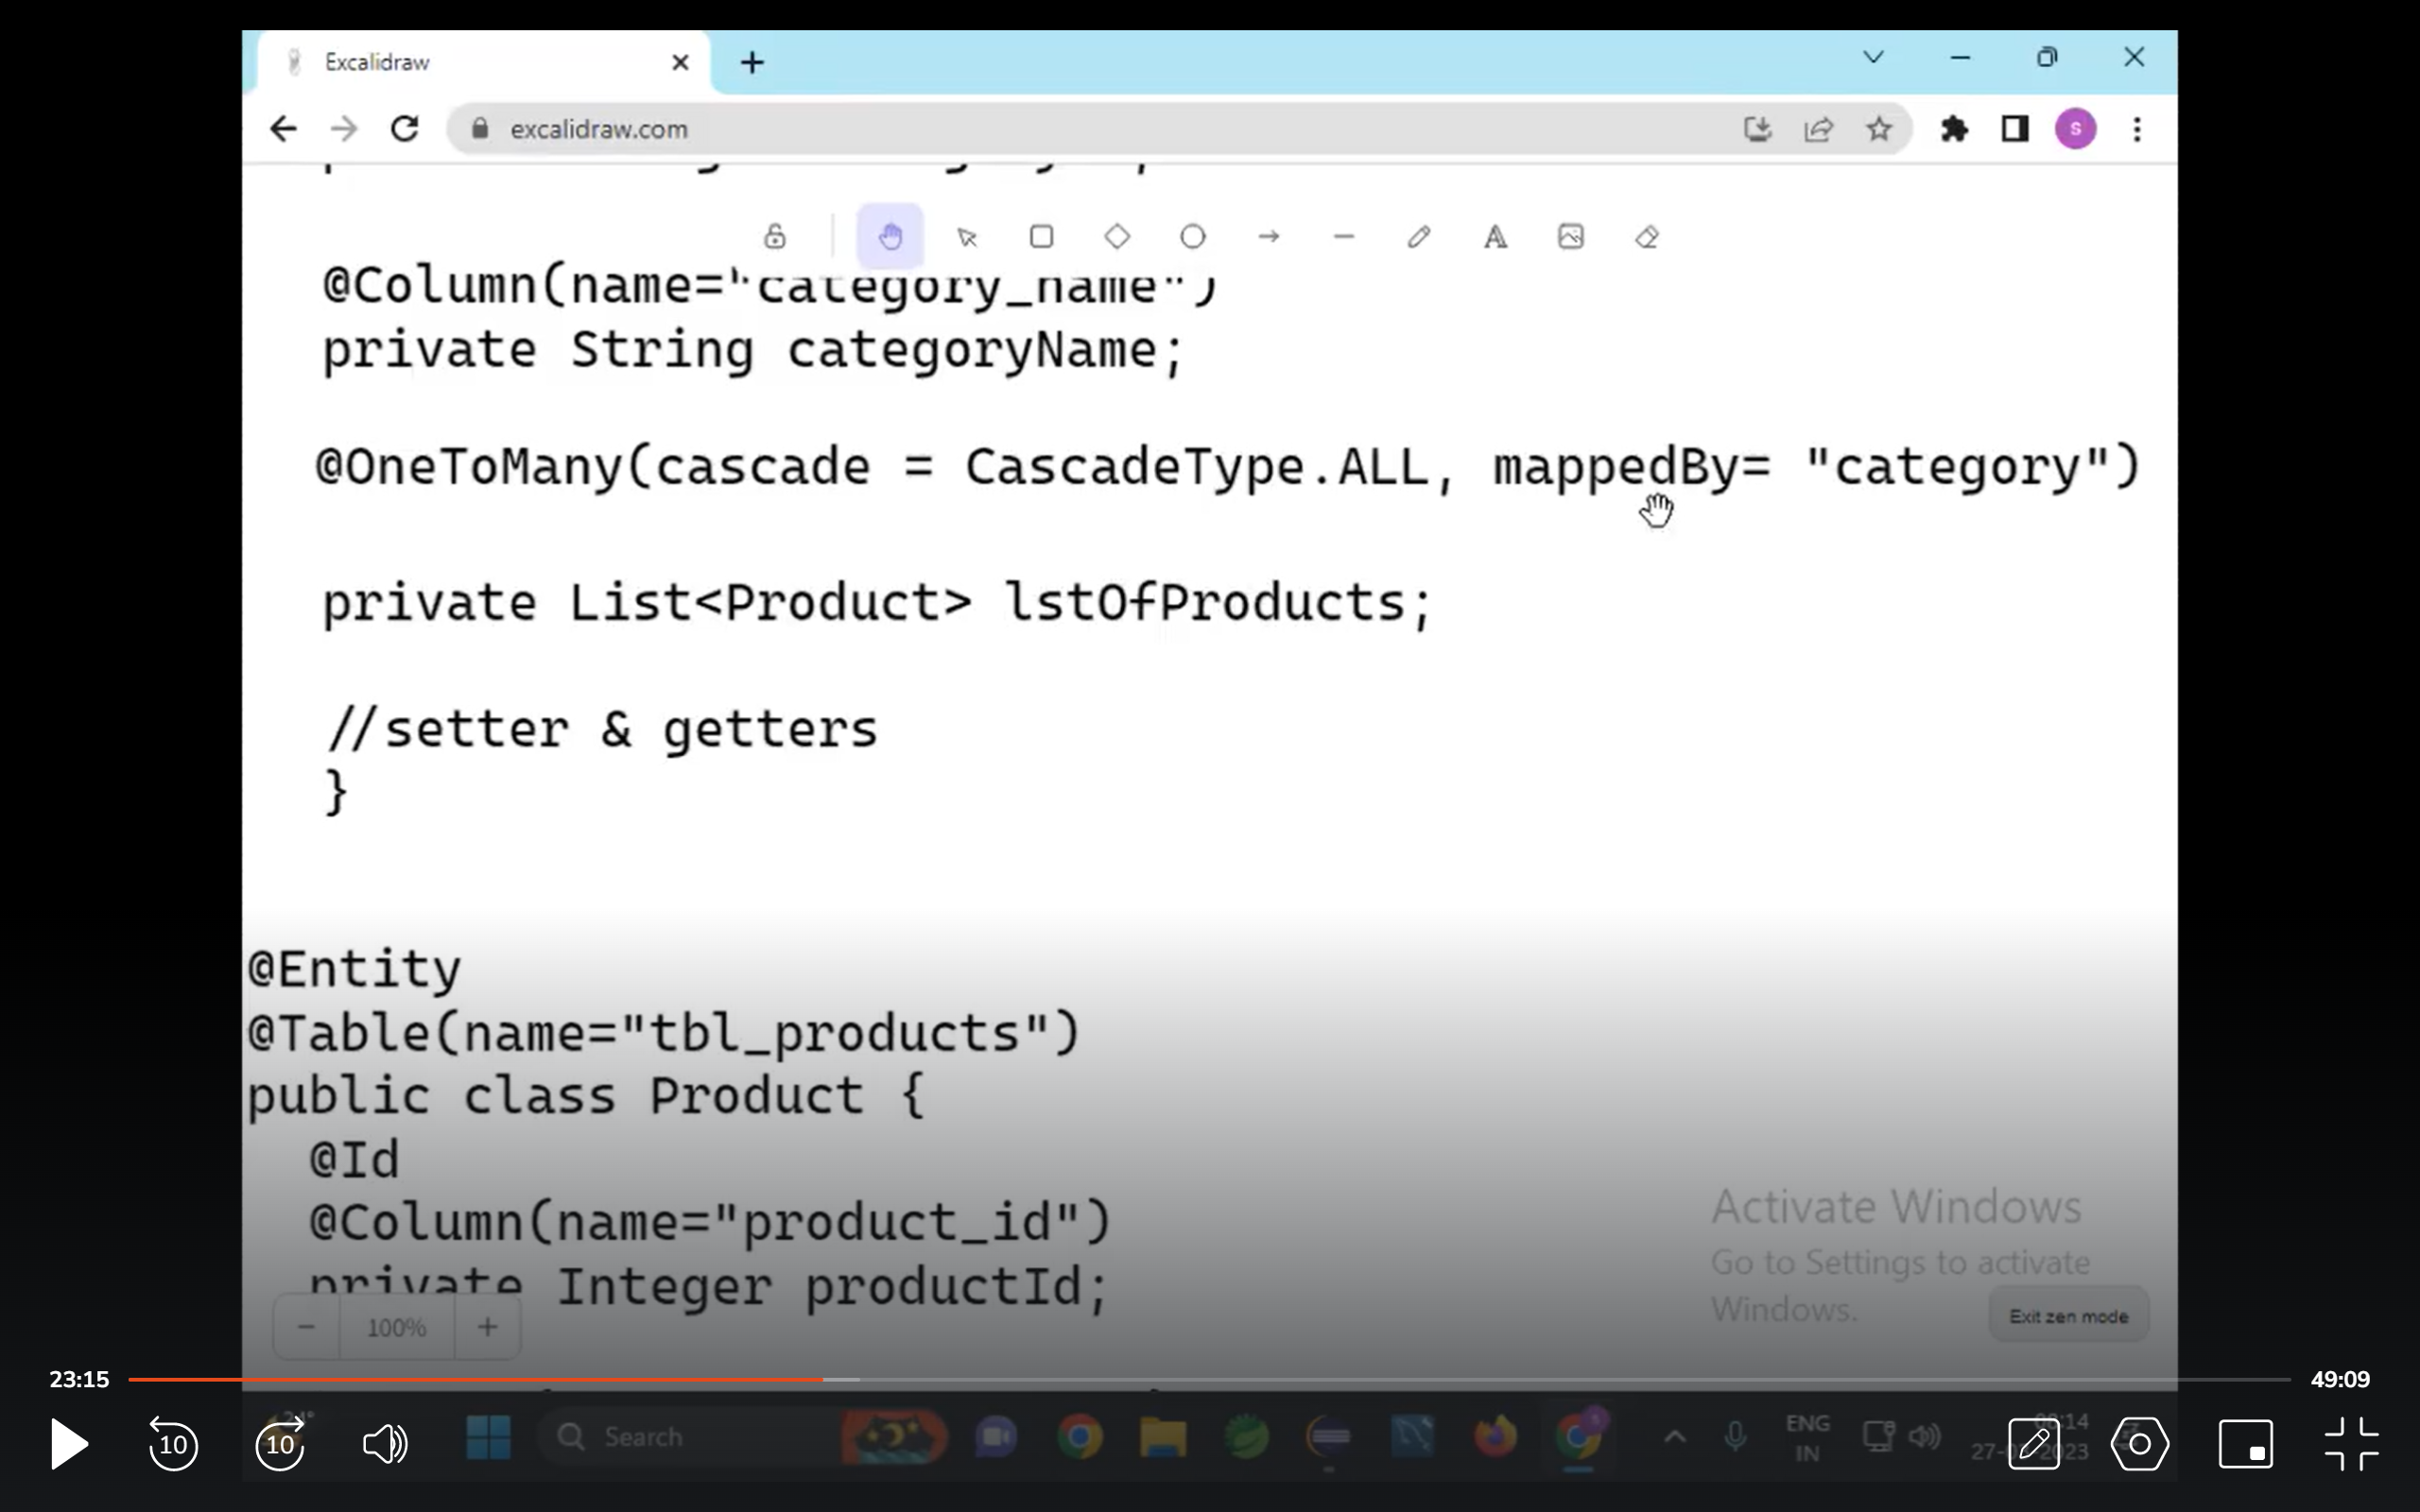 Excalidraw
excalidraw.com
S
@Column(name="category_name")
private String categoryName;
@OneToMany(cascade = CascadeType.ALL, mappedBy= "category")
private List<Product> lstOfProducts;
//setter & getters
}
@Entity
@Table(name="tbl_products")
public class Product {
@Id
@Column(name="product_id")
private Integer productId;
Activate Windows
Go to Settings to activate
Windows.
Exit zen mode
100%
23:15
49:09
10
10
Search
ENG
IN